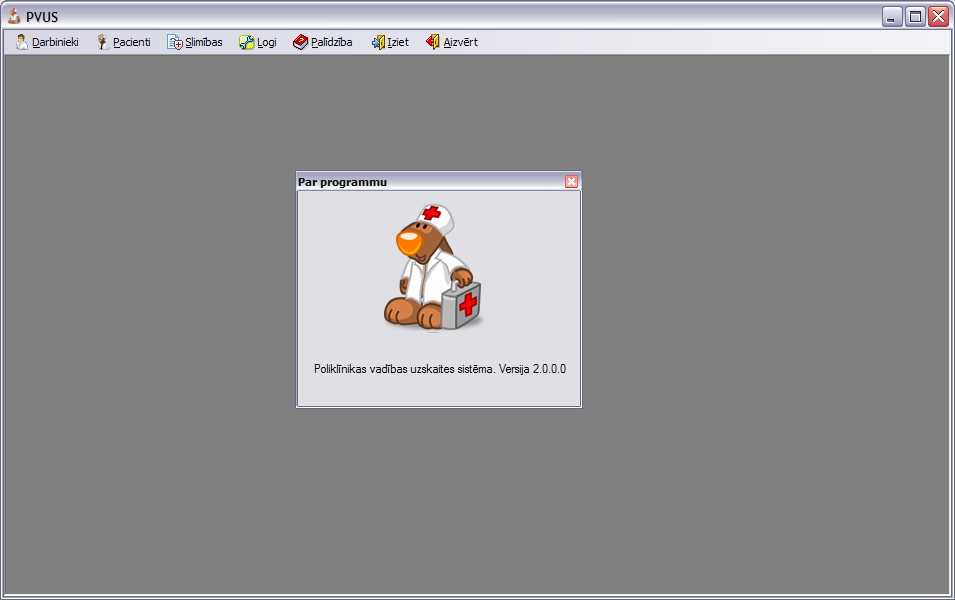 PVUS
Darbinieki Pacienti Slimības Logi Palīdzība Iziet Aizvērt
Par programmu
Poliklīnikas vadības uzskaites sistēma. Versija 2.0.0.0